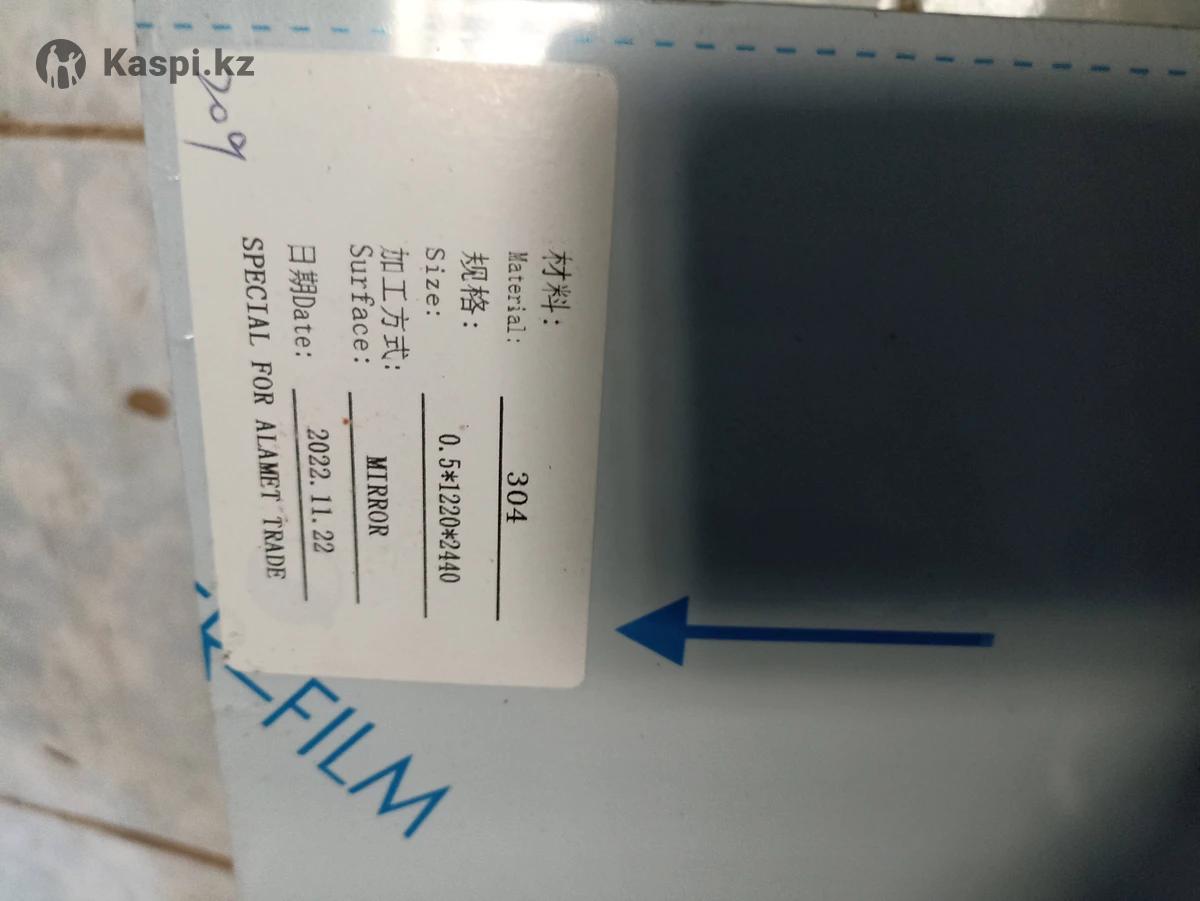 Kaspi.kz
209
材料:
Material: 304
规格:
Size: 0.5*1220*2440
加工方式:
Surface: MIRROR
日期Date: 2022.11.22
SPECIAL FOR ALAMET TRADE
-FILM